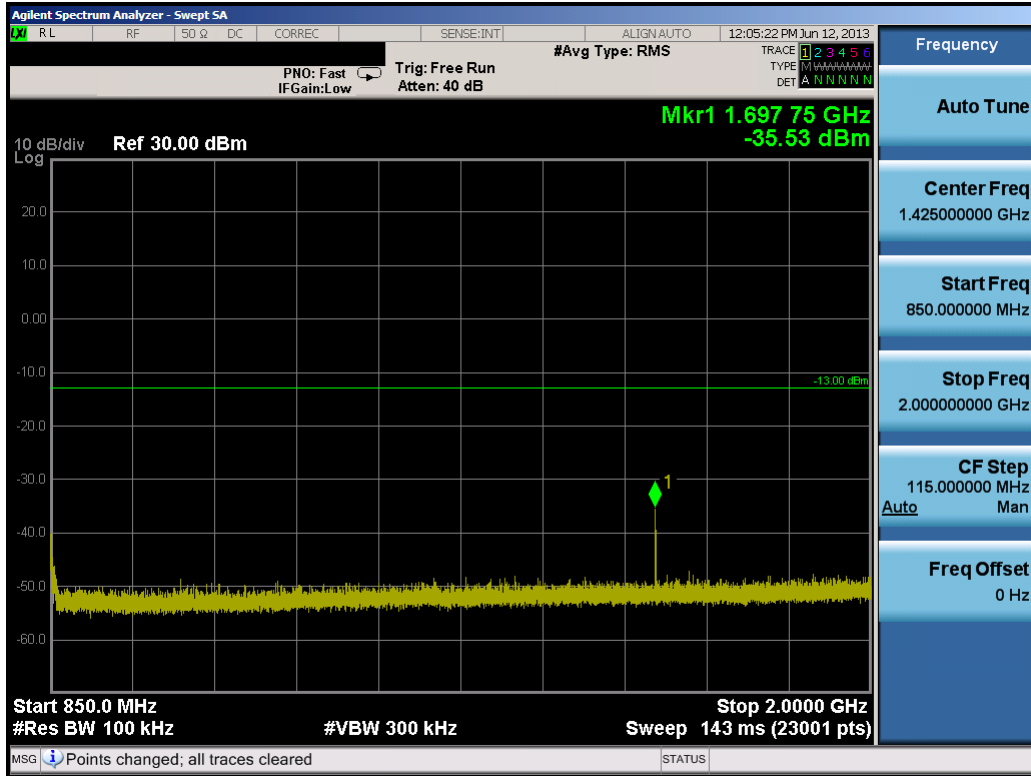 Agilent Spectrum Analyzer - Swept SA
LXI RL RF 50 Ω DC CORREC SENSE:INT ALIGN AUTO 12:05:22 PM Jun 12, 2013
PNO: Fast
IFGain:Low
Trig: Free Run
Atten: 40 dB
#Avg Type: RMS
TRACE 1 2 3 4 5 6
TYPE M W W W W W
DET A N N N N N
Mkr1 1.697 75 GHz
-35.53 dBm
10 dB/div Ref 30.00 dBm
Log
20.0
10.0
0.00
-10.0
-13.00 dBm
-20.0
-30.0
1
-40.0
-50.0
-60.0
Start 850.0 MHz Stop 2.0000 GHz
#Res BW 100 kHz #VBW 300 kHz Sweep 143 ms (23001 pts)
MSG Points changed; all traces cleared STATUS
Frequency
Auto Tune
Center Freq
1.425000000 GHz
Start Freq
850.000000 MHz
Stop Freq
2.000000000 GHz
CF Step
115.000000 MHz
Auto Man
Freq Offset
0 Hz